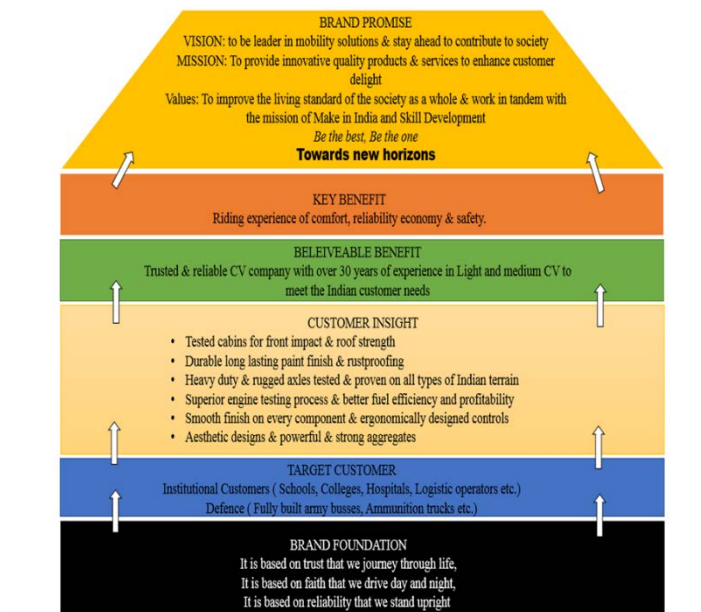 BRAND PROMISE
VISION: to be leader in mobility solutions & stay ahead to contribute to society
MISSION: To provide innovative quality products & services to enhance customer
delight
Values: To improve the living standard of the society as a whole & work in tandem with
the mission of Make in India and Skill Development
Be the best, Be the one
Towards new horizons
KEY BENEFIT
Riding experience of comfort, reliability economy & safety.
BELEIVEABLE BENEFIT
Trusted & reliable CV company with over 30 years of experience in Light and medium CV to
meet the Indian customer needs
CUSTOMER INSIGHT
• Tested cabins for front impact & roof strength
• Durable long lasting paint finish & rustproofing
• Heavy duty & rugged axles tested & proven on all types of Indian terrain
• Superior engine testing process & better fuel efficiency and profitability
• Smooth finish on every component & ergonomically designed controls
• Aesthetic designs & powerful & strong aggregates
TARGET CUSTOMER
Institutional Customers ( Schools, Colleges, Hospitals, Logistic operators etc.)
Defence ( Fully built army busses, Ammunition trucks etc.)
BRAND FOUNDATION
It is based on trust that we journey through life,
It is based on faith that we drive day and night,
It is based on reliability that we stand upright